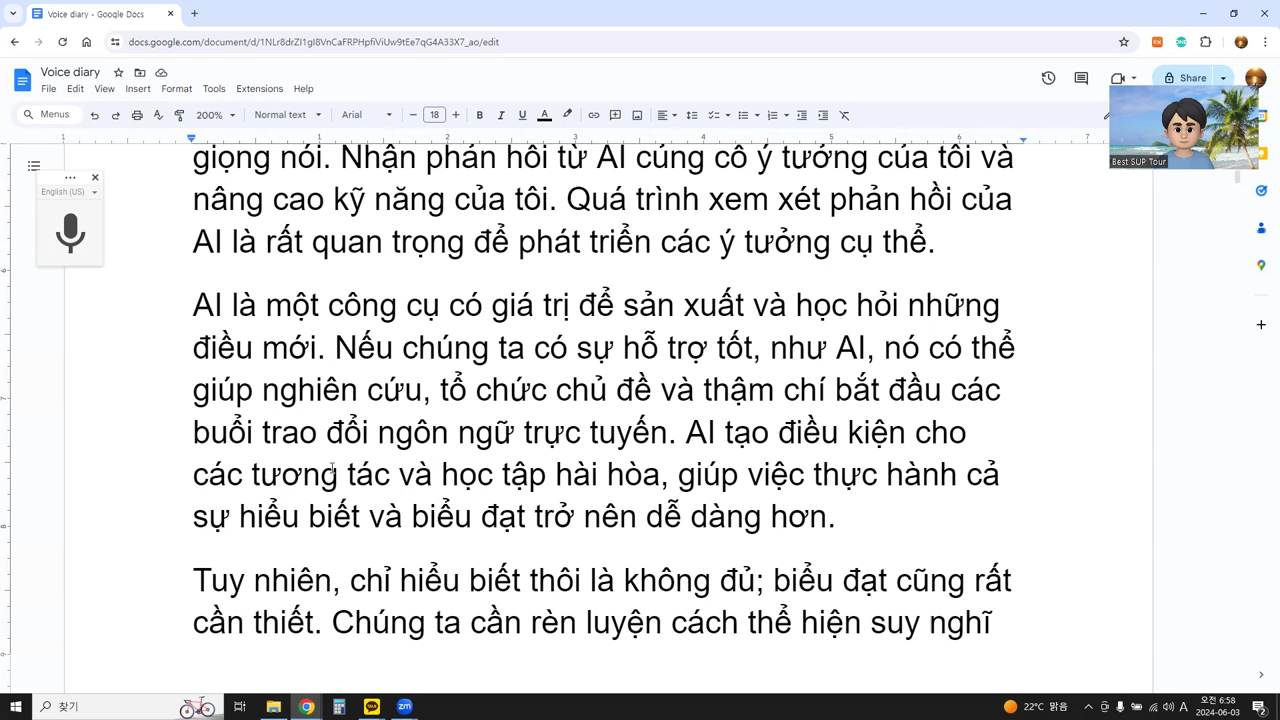 Voice diary - Google Docs
docs.google.com/document/d/1NLr8drZI1gI8VnCaFRPHpfiViUw9tEe7qG4A33X7_ao/edit
Voice diary
File Edit View Insert Format Tools Extensions Help
Share
Menus 200% Normal text Arial 18
1 1 2 3 4 5 6 7
Best SUP Tour
English (US)
giọng nói. Nhận phản hồi từ AI củng cố ý tưởng của tôi và
nâng cao kỹ năng của tôi. Quá trình xem xét phản hồi của
AI là rất quan trọng để phát triển các ý tưởng cụ thể.
AI là một công cụ có giá trị để sản xuất và học hỏi những
điều mới. Nếu chúng ta có sự hỗ trợ tốt, như AI, nó có thể
giúp nghiên cứu, tổ chức chủ đề và thậm chí bắt đầu các
buổi trao đổi ngôn ngữ trực tuyến. AI tạo điều kiện cho
các tương tác và học tập hài hòa, giúp việc thực hành cả
sự hiểu biết và biểu đạt trở nên dễ dàng hơn.
Tuy nhiên, chỉ hiểu biết thôi là không đủ; biểu đạt cũng rất
cần thiết. Chúng ta cần rèn luyện cách thể hiện suy nghĩ
찾기
22°C 맑음
A
오전 6:58
2024-06-03
2